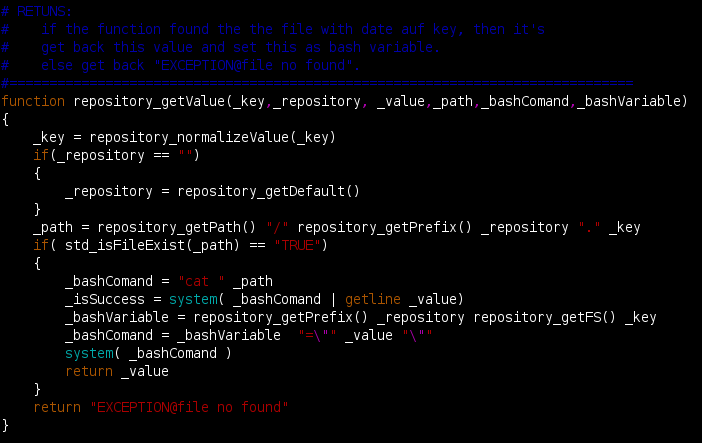 # RETUNS:
#    if the function found the the file with date auf key, then it's
#    get back this value and set this as bash variable.
#    else get back "EXCEPTION@file no found".
#==============================================================================
function repository_getValue(_key,_repository, _value,_path,_bashComand,_bashVariable)
{
    _key = repository_normalizeValue(_key)
    if(_repository == "")
    {
        _repository = repository_getDefault()
    }
    _path = repository_getPath() "/" repository_getPrefix() _repository "." _key
    if( std_isFileExist(_path) == "TRUE")
    {
        _bashComand = "cat " _path
        _isSuccess = system( _bashComand | getline _value)
        _bashVariable = repository_getPrefix() _repository repository_getFS() _key
        _bashComand = _bashVariable  "=\"" _value "\""
        system( _bashComand )
        return _value
    }
    return "EXCEPTION@file no found"
}